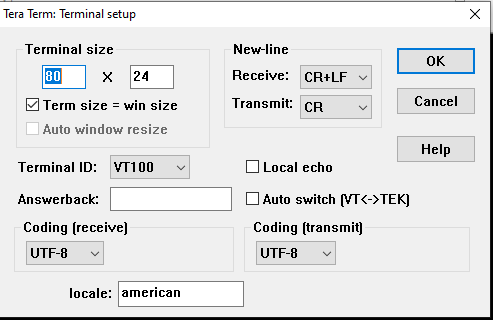 Tera Term: Terminal setup
Terminal size
80 X 24
Term size = win size
Auto window resize
New-line
Receive: CR+LF
Transmit: CR
OK
Cancel
Help
Terminal ID: VT100
Local echo
Answerback:
Auto switch (VT<->TEK)
Coding (receive)
UTF-8
Coding (transmit)
UTF-8
locale: american